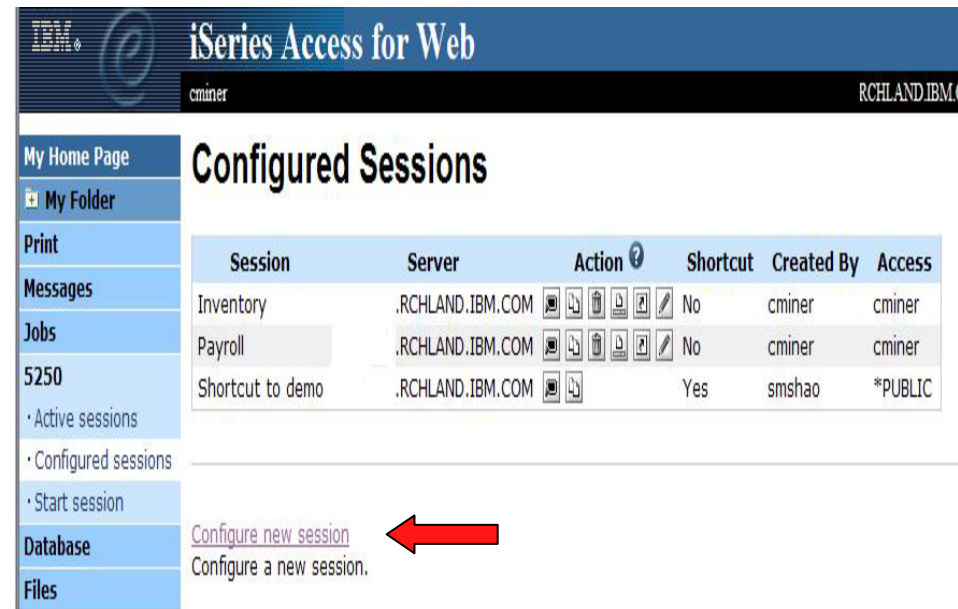 IBM.
iSeries Access for Web
cminer RCHLAND.IBM.
My Home Page
My Folder
Print
Messages
Jobs
5250
· Active sessions
· Configured sessions
· Start session
Database
Files
Configured Sessions
Session Server Action ? Shortcut Created By Access
Inventory .RCHLAND.IBM.COM No cminer cminer
Payroll .RCHLAND.IBM.COM No cminer cminer
Shortcut to demo .RCHLAND.IBM.COM Yes smshao *PUBLIC
Configure new session
Configure a new session.